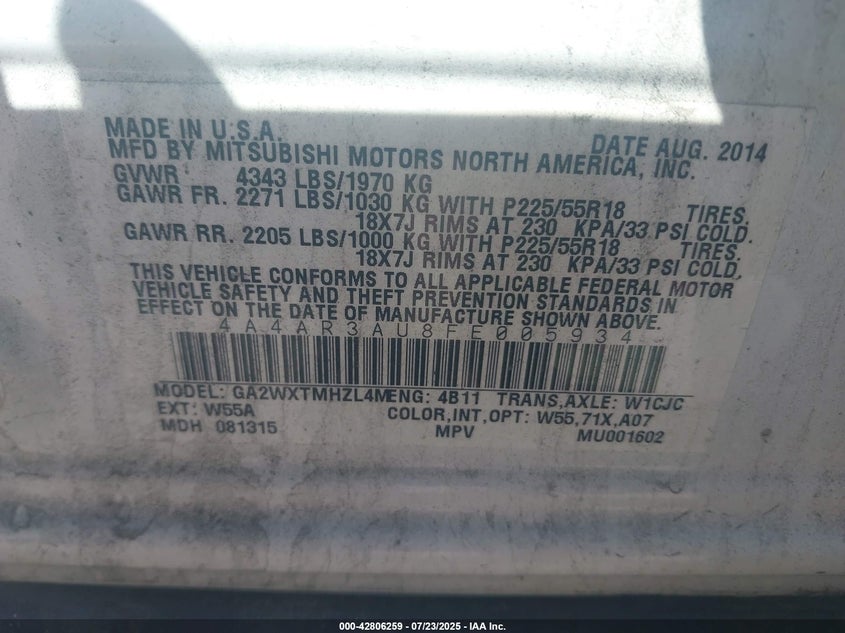 MADE IN U.S.A. DATE AUG. 2014
MFD BY MITSUBISHI MOTORS NORTH AMERICA, INC.
GVWR 4343 LBS/1970 KG
GAWR FR. 2271 LBS/1030 KG WITH P225/55R18 TIRES.
18X7J RIMS AT 230 KPA/33 PSI COLD.
GAWR RR. 2205 LBS/1000 KG WITH P225/55R18 TIRES.
18X7J RIMS AT 230 KPA/33 PSI COLD.
THIS VEHICLE CONFORMS TO ALL APPLICABLE FEDERAL MOTOR
VEHICLE SAFETY AND THEFT PREVENTION STANDARDS IN
EFFECT ON THE DATE OF MANUFACTURE SHOWN ABOVE.
4A4AR3AU8FE005934
MODEL: GA2WXTMHZL4M ENG: 4B11 TRANS,AXLE: W1CJC
EXT: W55A COLOR,INT,OPT: W55,71X,A07
MDH 081315 MPV MU001602
000-42806259 - 07/23/2025 - IAA Inc.